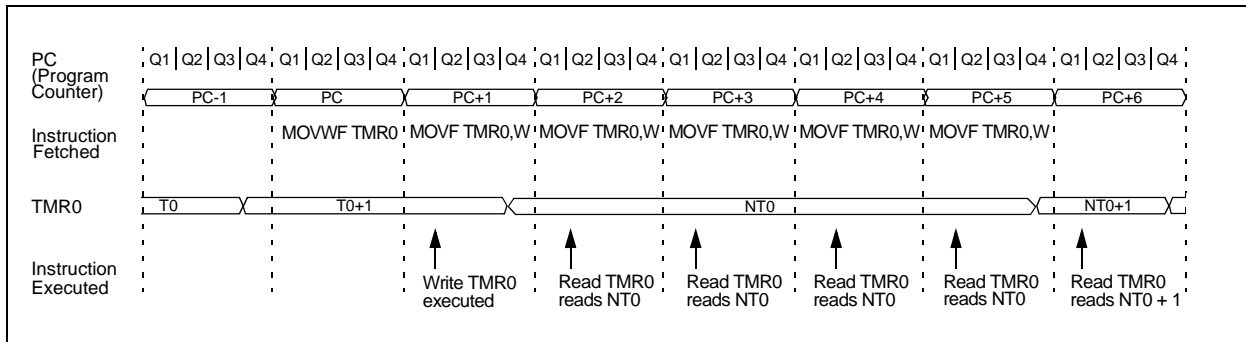 PC
(Program
Counter)
Q1 Q2 Q3 Q4 Q1 Q2 Q3 Q4 Q1 Q2 Q3 Q4 Q1 Q2 Q3 Q4 Q1 Q2 Q3 Q4 Q1 Q2 Q3 Q4 Q1 Q2 Q3 Q4 Q1 Q2 Q3 Q4
PC-1 PC PC+1 PC+2 PC+3 PC+4 PC+5 PC+6
Instruction
Fetched
MOVWF TMR0 MOVF TMR0,W MOVF TMR0,W MOVF TMR0,W MOVF TMR0,W MOVF TMR0,W
TMR0
T0 T0+1 NT0 NT0+1
Instruction
Executed
Write TMR0
executed
Read TMR0
reads NT0
Read TMR0
reads NT0
Read TMR0
reads NT0
Read TMR0
reads NT0
Read TMR0
reads NT0 + 1